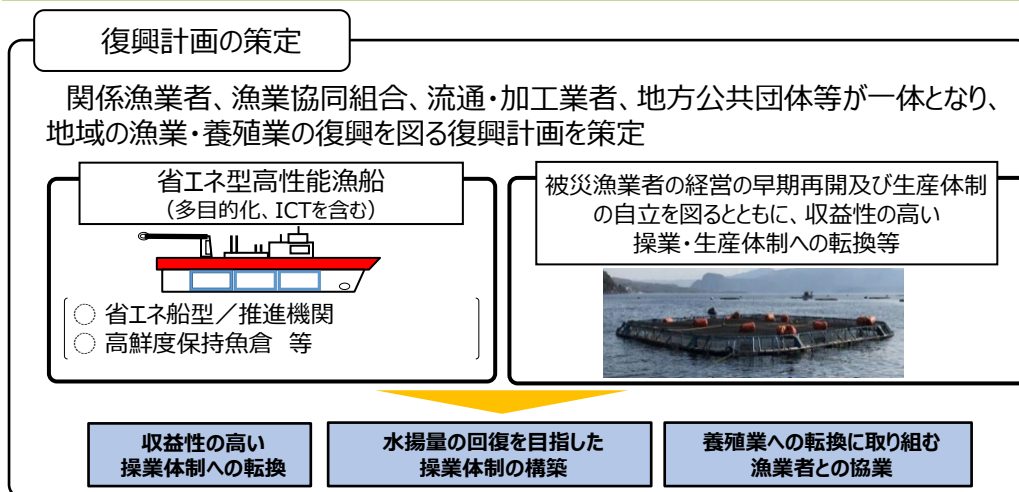 復興計画の策定
関係漁業者、漁業協同組合、流通・加工業者、地方公共団体等が一体となり、
地域の漁業・養殖業の復興を図る復興計画を策定
省エネ型高性能漁船
（多目的化、ICTを含む）
○ 省エネ船型／推進機関
○ 高鮮度保持魚倉 等
被災漁業者の経営の早期再開及び生産体制
の自立を図るとともに、収益性の高い
操業・生産体制への転換等
収益性の高い
操業体制への転換
水揚量の回復を目指した
操業体制の構築
養殖業への転換に取り組む
漁業者との協業